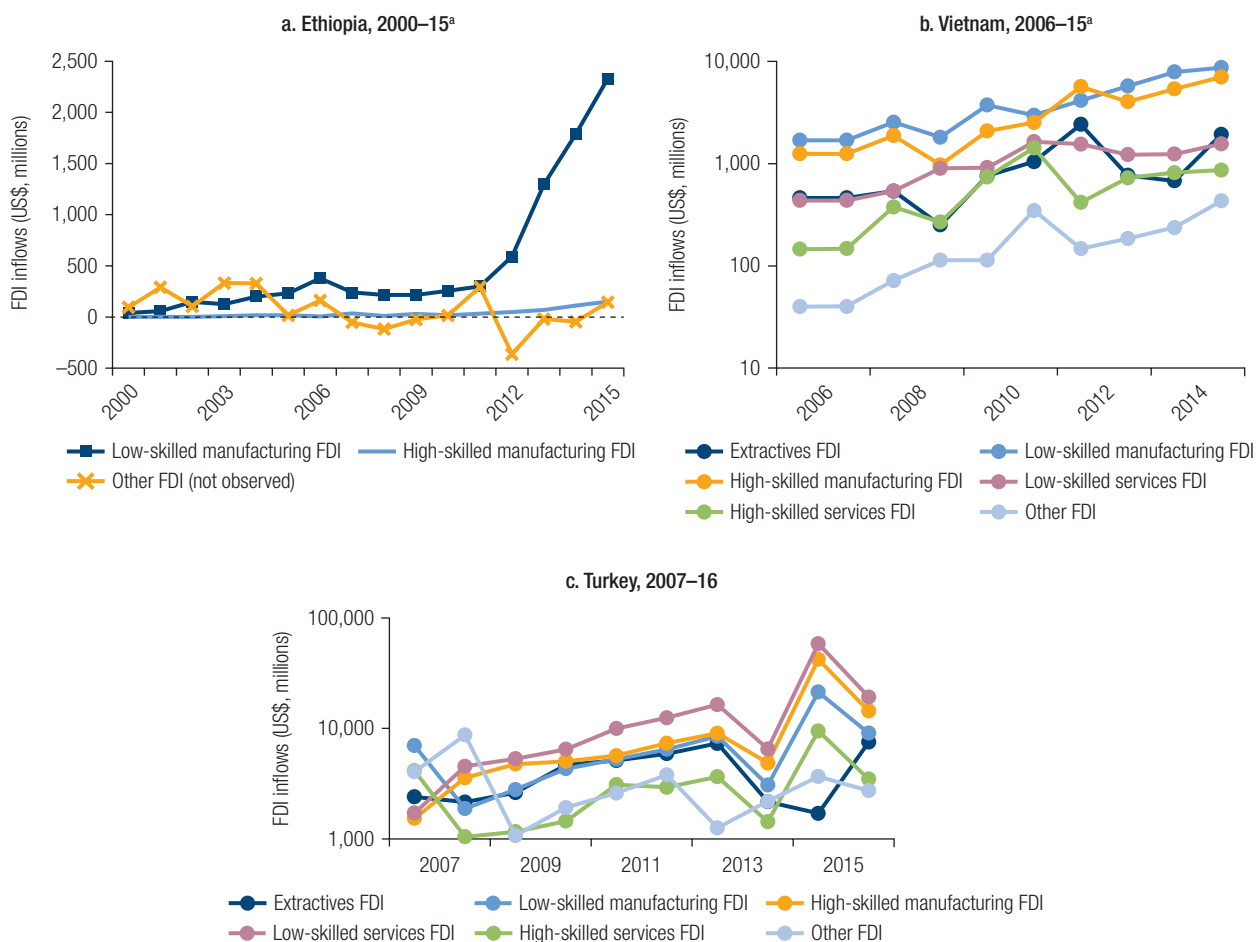 a. Ethiopia, 2000–15ᵃ
FDI inflows (US$, millions)
2,500
2,000
1,500
1,000
500
0
–500
2000
2003
2006
2009
2012
2015
Low-skilled manufacturing FDI
High-skilled manufacturing FDI
Other FDI (not observed)
b. Vietnam, 2006–15ᵃ
FDI inflows (US$, millions)
10,000
1,000
100
10
2006
2008
2010
2012
2014
Extractives FDI
Low-skilled manufacturing FDI
High-skilled manufacturing FDI
Low-skilled services FDI
High-skilled services FDI
Other FDI
c. Turkey, 2007–16
FDI inflows (US$, millions)
100,000
10,000
1,000
2007
2009
2011
2013
2015
Extractives FDI
Low-skilled manufacturing FDI
High-skilled manufacturing FDI
Low-skilled services FDI
High-skilled services FDI
Other FDI